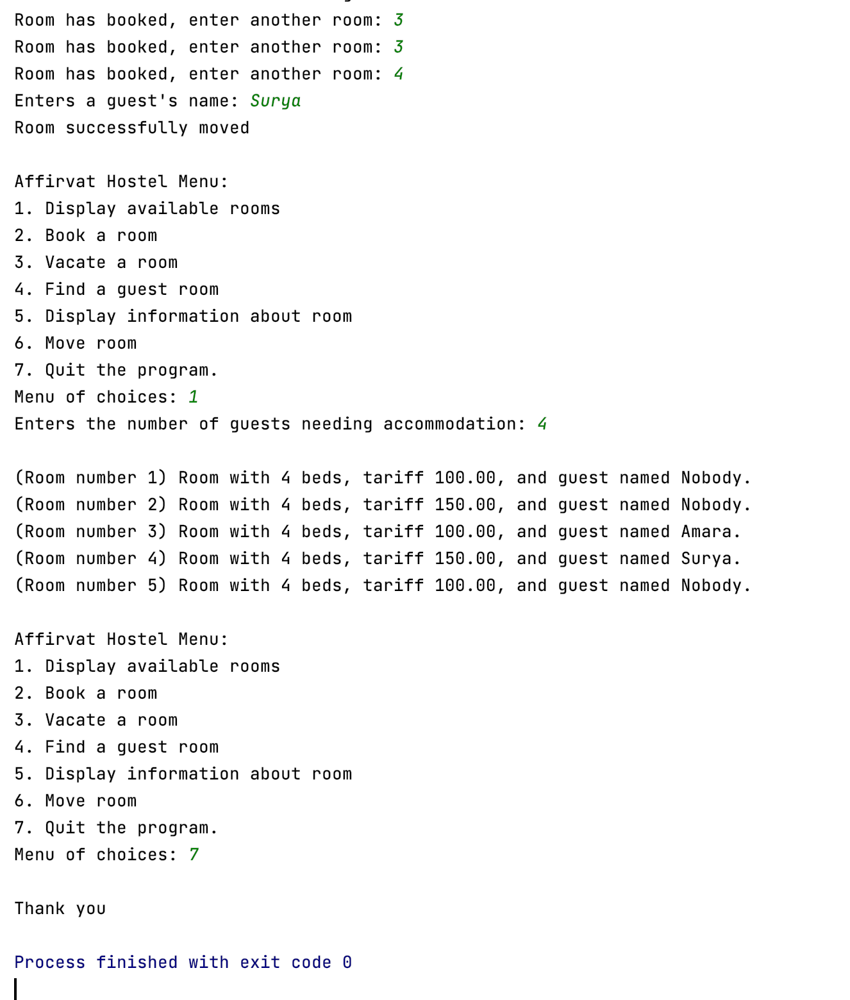 Room has booked, enter another room: 3
Room has booked, enter another room: 3
Room has booked, enter another room: 4
Enters a guest's name: Surya
Room successfully moved
Affirvat Hostel Menu:
1. Display available rooms
2. Book a room
3. Vacate a room
4. Find a guest room
5. Display information about room
6. Move room
7. Quit the program.
Menu of choices: 1
Enters the number of guests needing accommodation: 4
(Room number 1) Room with 4 beds, tariff 100.00, and guest named Nobody.
(Room number 2) Room with 4 beds, tariff 150.00, and guest named Nobody.
(Room number 3) Room with 4 beds, tariff 100.00, and guest named Amara.
(Room number 4) Room with 4 beds, tariff 150.00, and guest named Surya.
(Room number 5) Room with 4 beds, tariff 100.00, and guest named Nobody.
Affirvat Hostel Menu:
1. Display available rooms
2. Book a room
3. Vacate a room
4. Find a guest room
5. Display information about room
6. Move room
7. Quit the program.
Menu of choices: 7
Thank you
Process finished with exit code 0